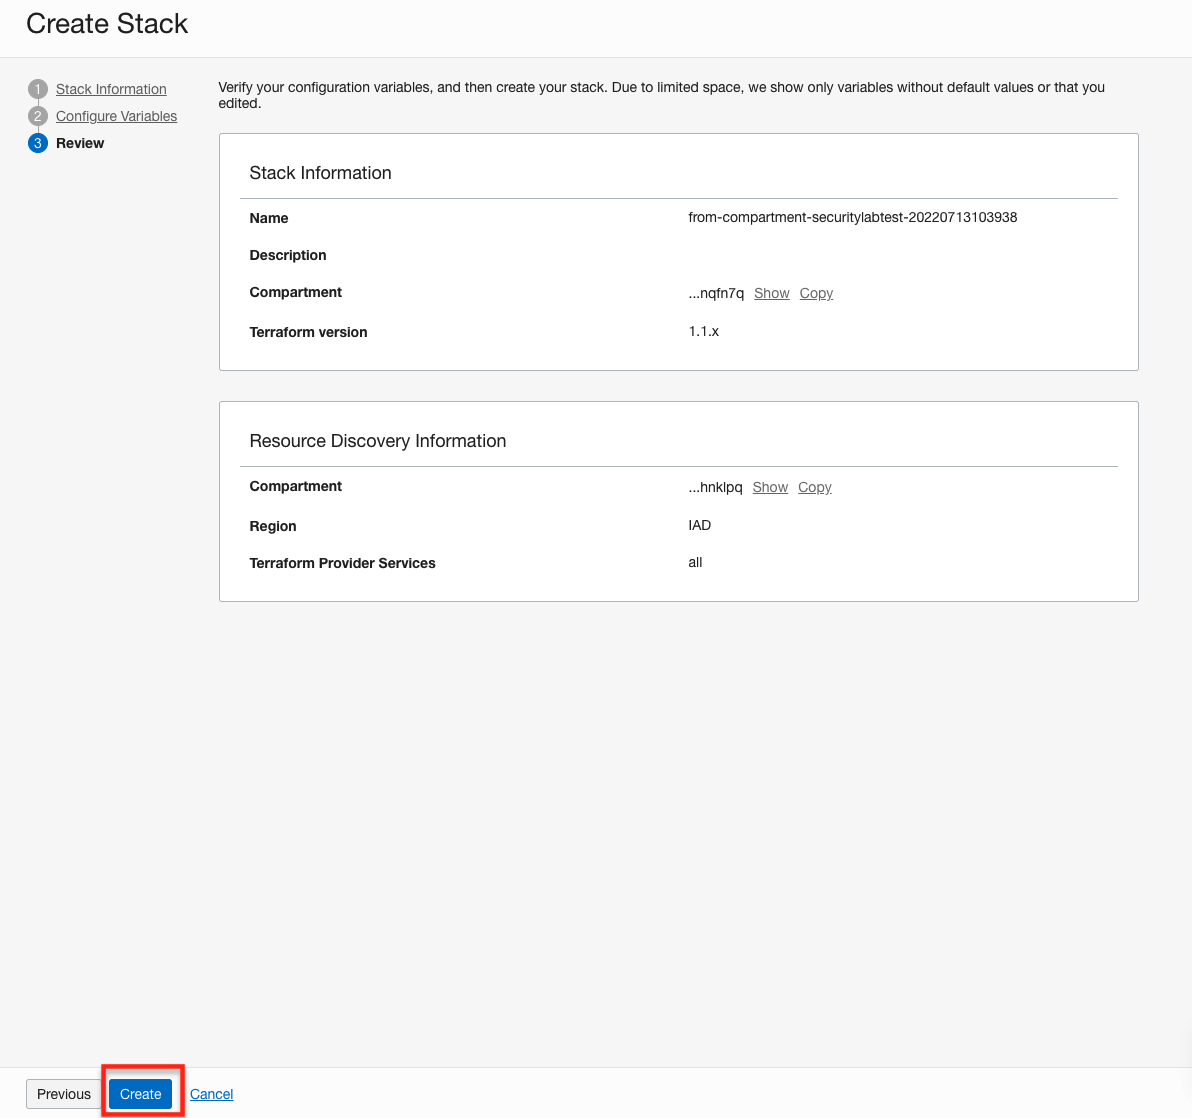 Create Stack
1 Stack Information
2 Configure Variables
3 Review
Verify your configuration variables, and then create your stack. Due to limited space, we show only variables without default values or that you
edited.
Stack Information
Name from-compartment-securitylabtest-20220713103938
Description
Compartment ...nqfn7q Show Copy
Terraform version 1.1.x
Resource Discovery Information
Compartment ...hnklpq Show Copy
Region IAD
Terraform Provider Services all
Previous Create Cancel